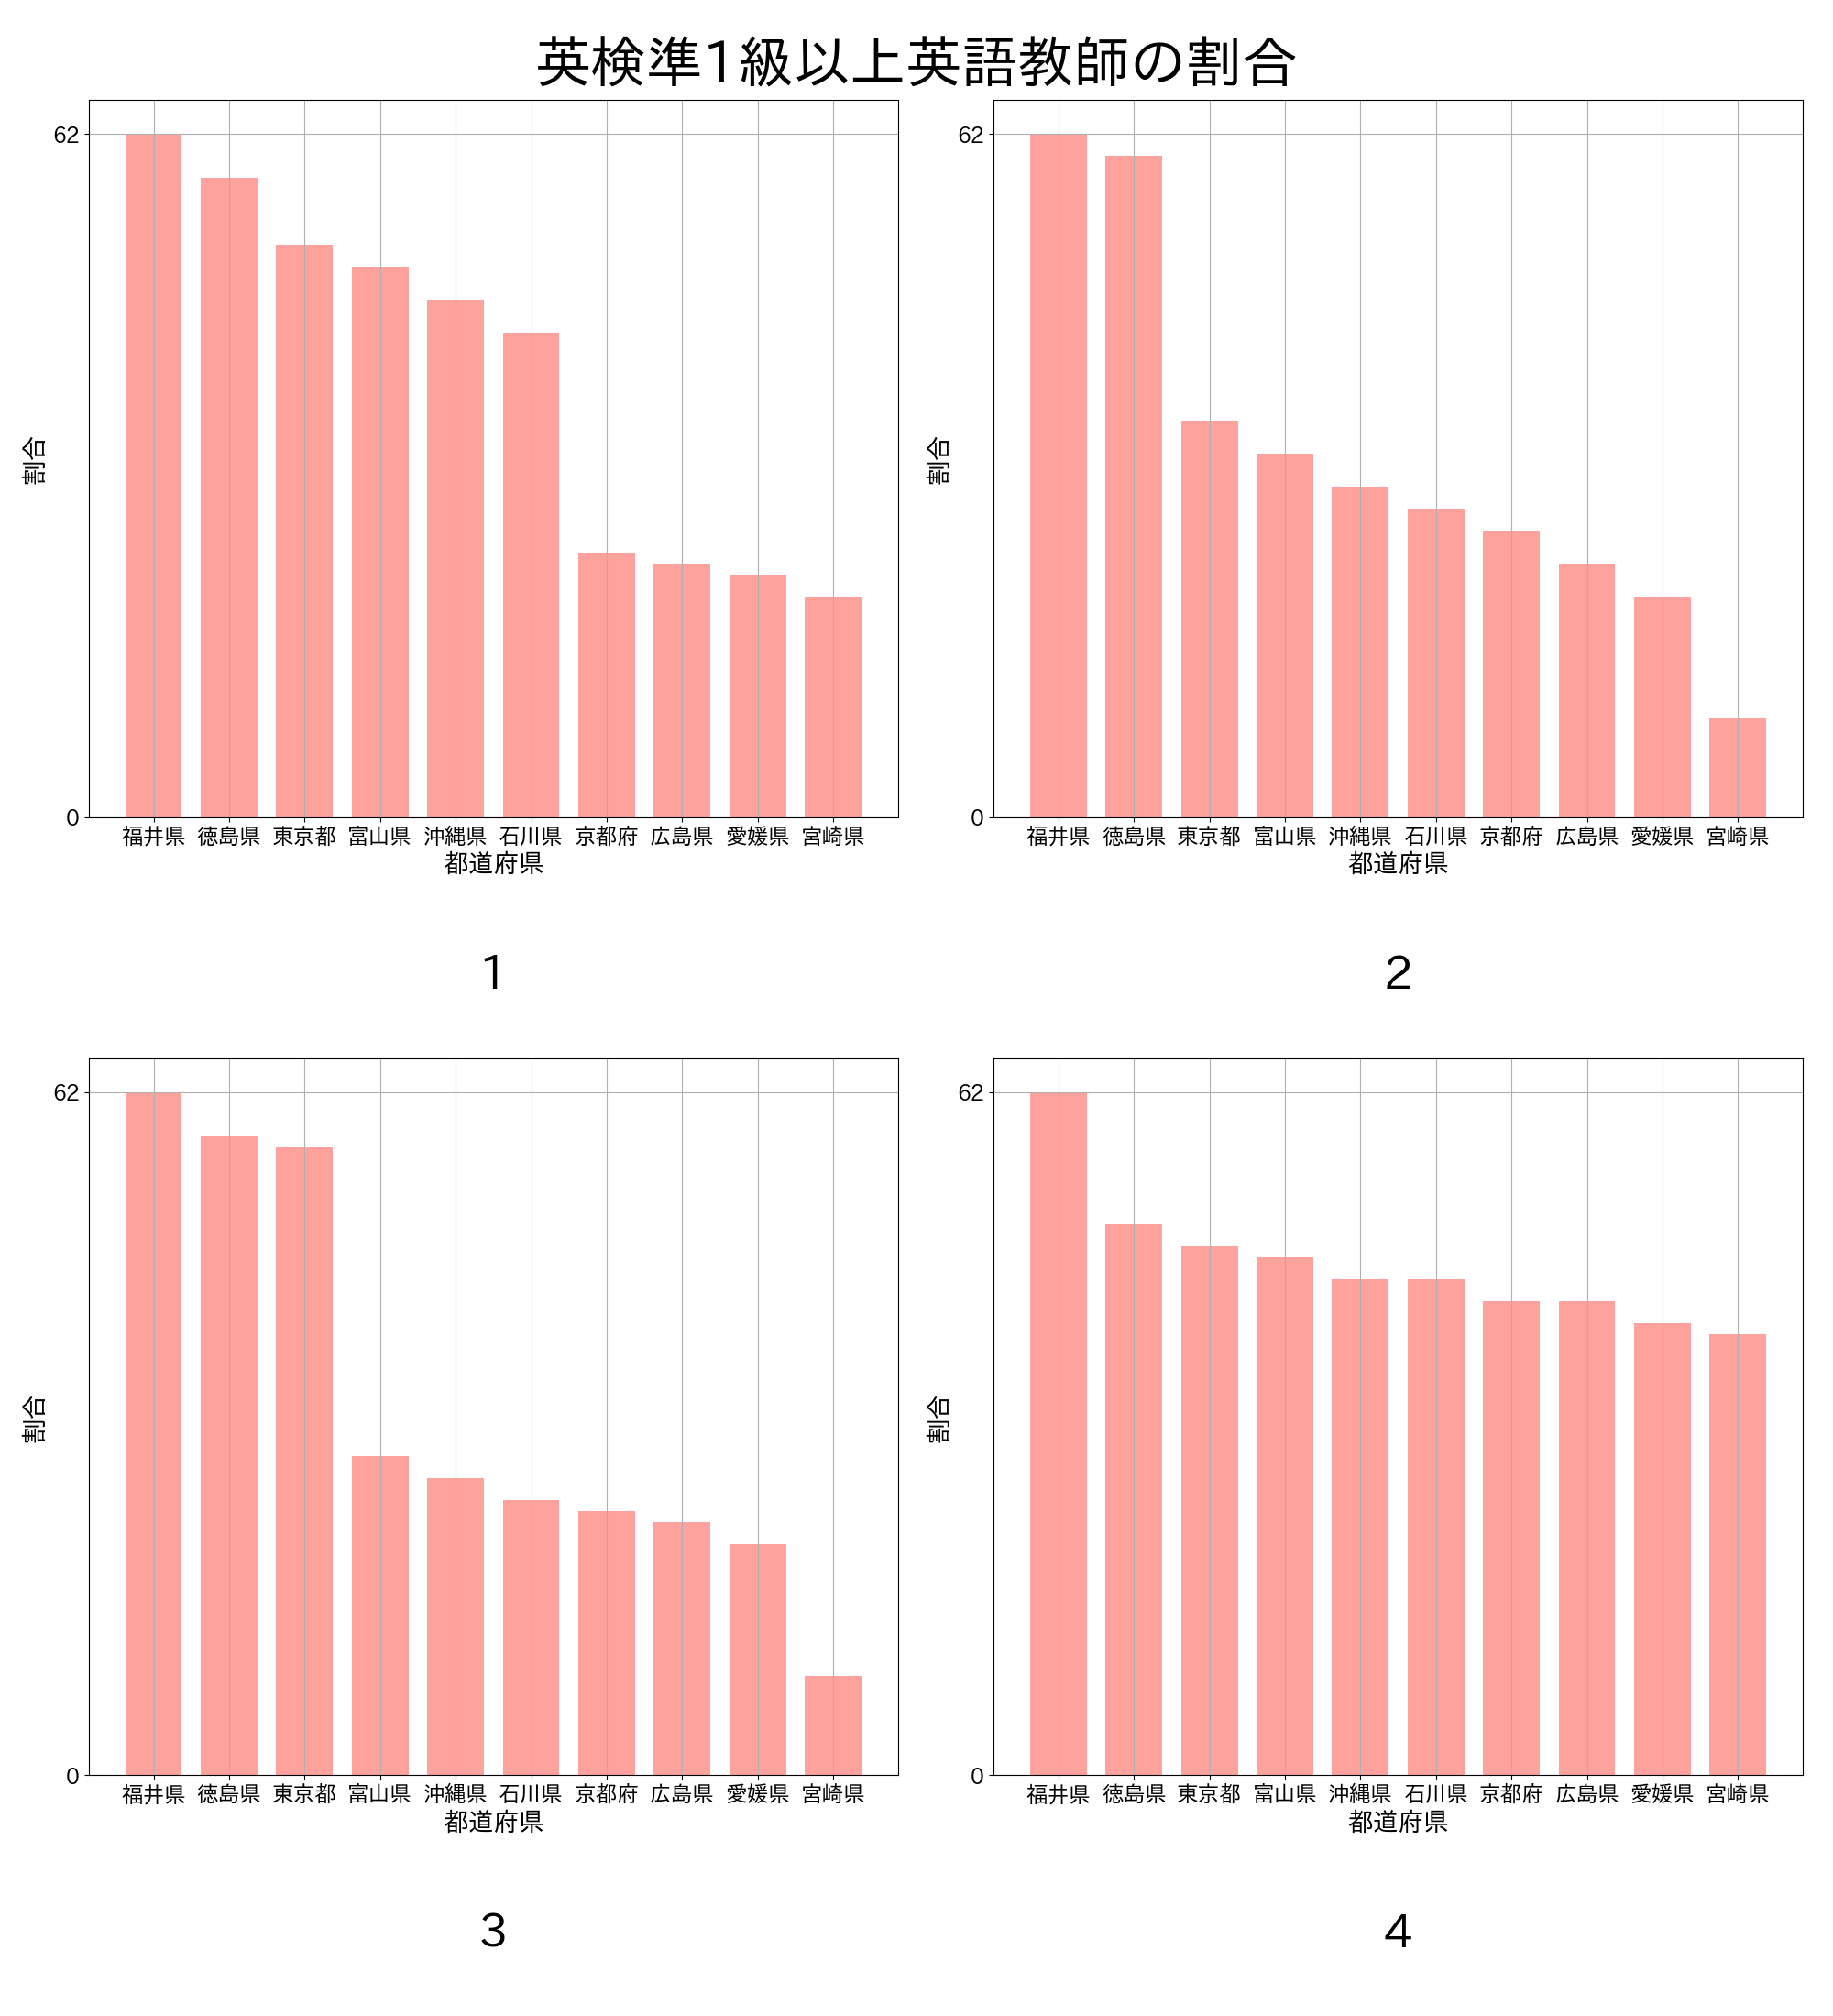 英検準1級以上英語教師の割合
62
0
割合
福井県 徳島県 東京都 富山県 沖縄県 石川県 京都府 広島県 愛媛県 宮崎県
都道府県
1
62
0
割合
福井県 徳島県 東京都 富山県 沖縄県 石川県 京都府 広島県 愛媛県 宮崎県
都道府県
2
62
0
割合
福井県 徳島県 東京都 富山県 沖縄県 石川県 京都府 広島県 愛媛県 宮崎県
都道府県
3
62
0
割合
福井県 徳島県 東京都 富山県 沖縄県 石川県 京都府 広島県 愛媛県 宮崎県
都道府県
4